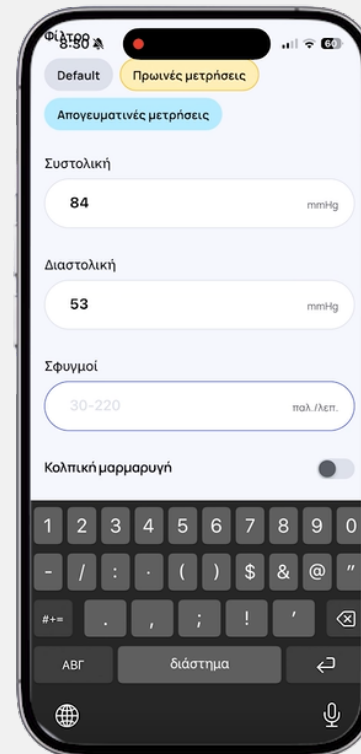 Φίλτρο
8:50
60
Default
Πρωινές μετρήσεις
Απογευματινές μετρήσεις
Συστολική
84 mmHg
Διαστολική
53 mmHg
Σφυγμοί
30-220 παλ./λεπ.
Κολπική μαρμαρυγή
1 2 3 4 5 6 7 8 9 0
- / : · ( ) $ & @ "
#+= . , ; ! ’
ΑΒΓ διάστημα